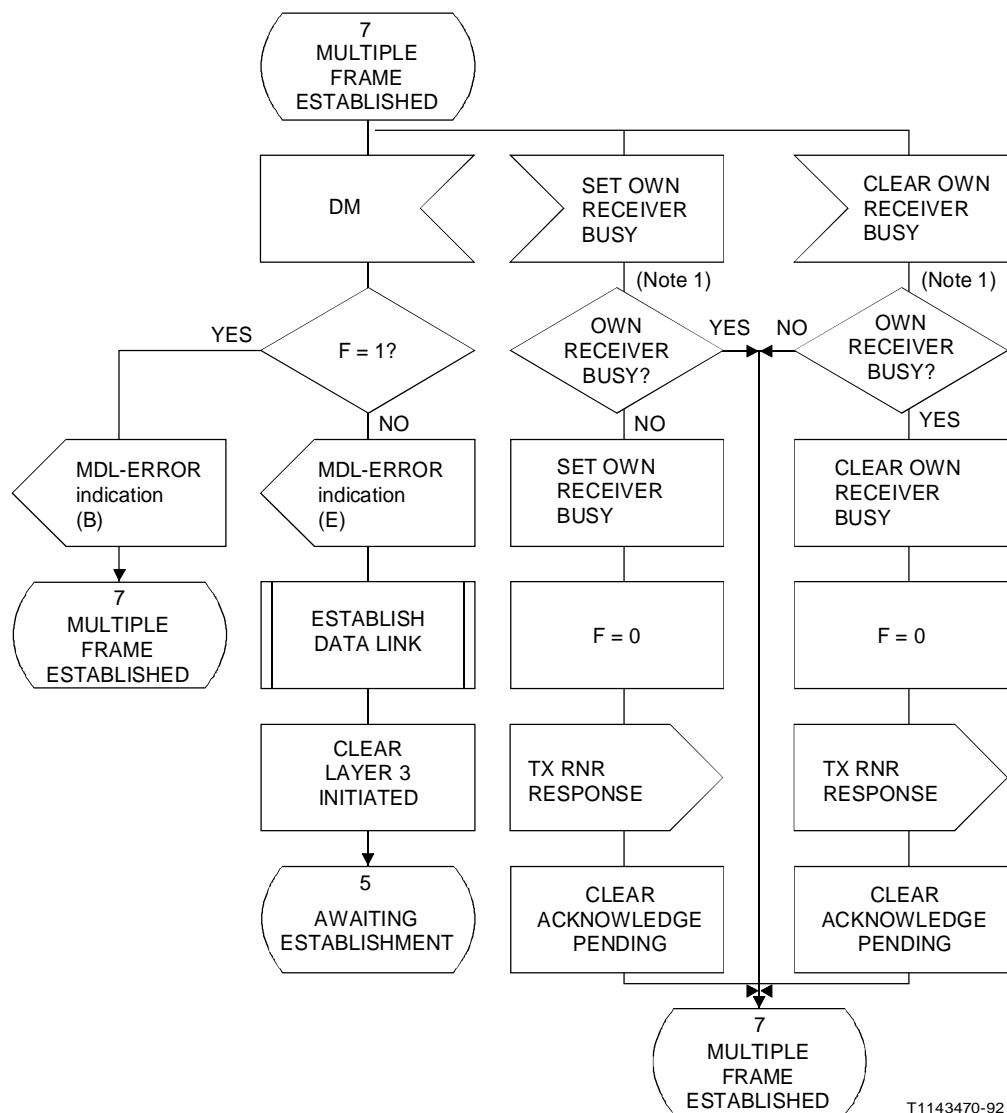 7
MULTIPLE
FRAME
ESTABLISHED
DM
SET OWN
RECEIVER
BUSY
CLEAR OWN
RECEIVER
BUSY
(Note 1)
(Note 1)
YES
F = 1?
NO
OWN
RECEIVER
BUSY?
YES
NO
NO
OWN
RECEIVER
BUSY?
YES
MDL-ERROR
indication
(B)
MDL-ERROR
indication
(E)
SET OWN
RECEIVER
BUSY
CLEAR OWN
RECEIVER
BUSY
7
MULTIPLE
FRAME
ESTABLISHED
ESTABLISH
DATA LINK
F = 0
F = 0
CLEAR
LAYER 3
INITIATED
TX RNR
RESPONSE
TX RNR
RESPONSE
5
AWAITING
ESTABLISHMENT
CLEAR
ACKNOWLEDGE
PENDING
CLEAR
ACKNOWLEDGE
PENDING
7
MULTIPLE
FRAME
ESTABLISHED
T1143470-92